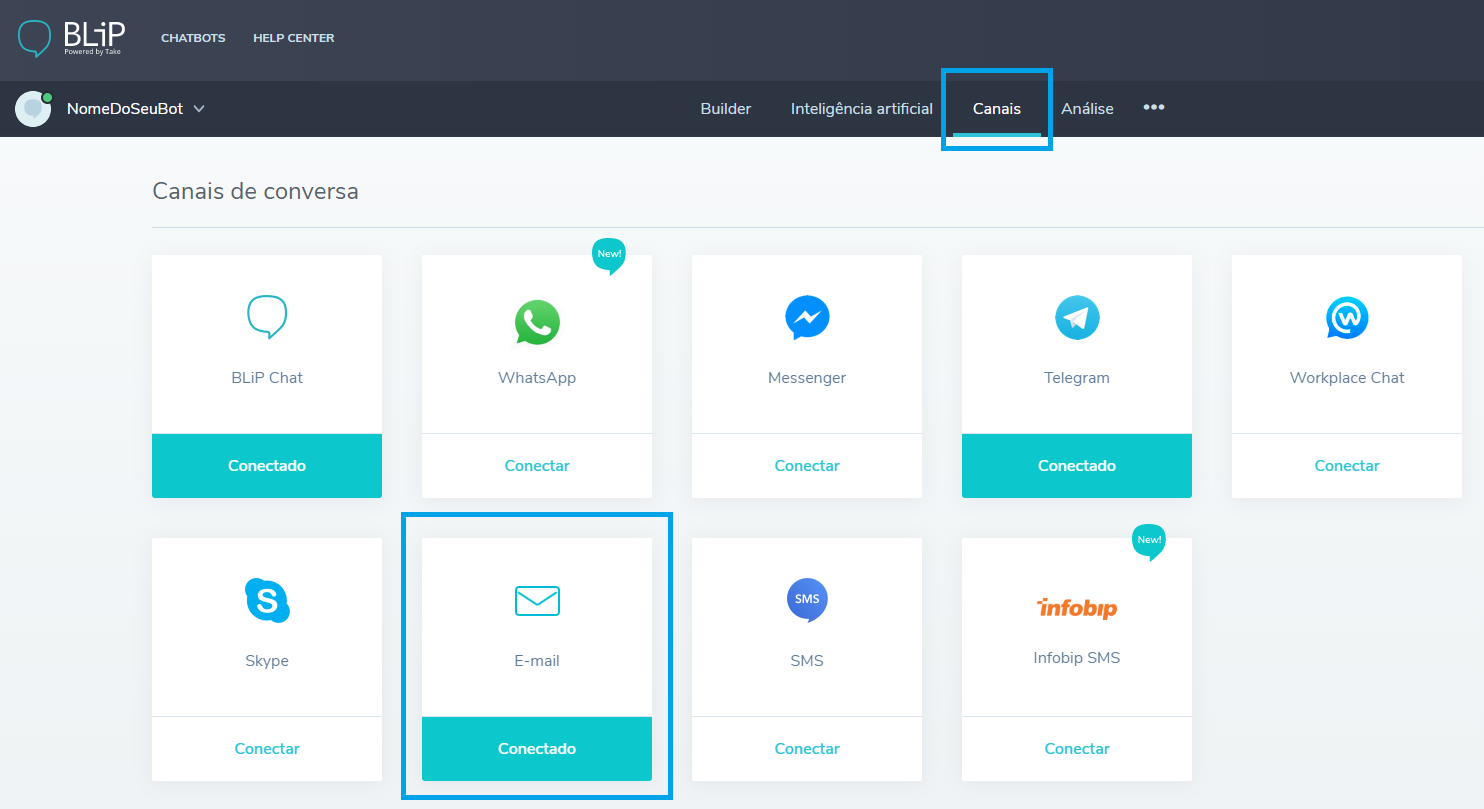 BLiP
Powered by Take
CHATBOTS HELP CENTER
NomeDoSeuBot
Builder Inteligência artificial Canais Análise •••
Canais de conversa
New!
BLiP Chat WhatsApp Messenger Telegram Workplace Chat
Conectado Conectar Conectar Conectado Conectar
New!
S SMS infobip
Skype E-mail SMS Infobip SMS
Conectar Conectado Conectar Conectar